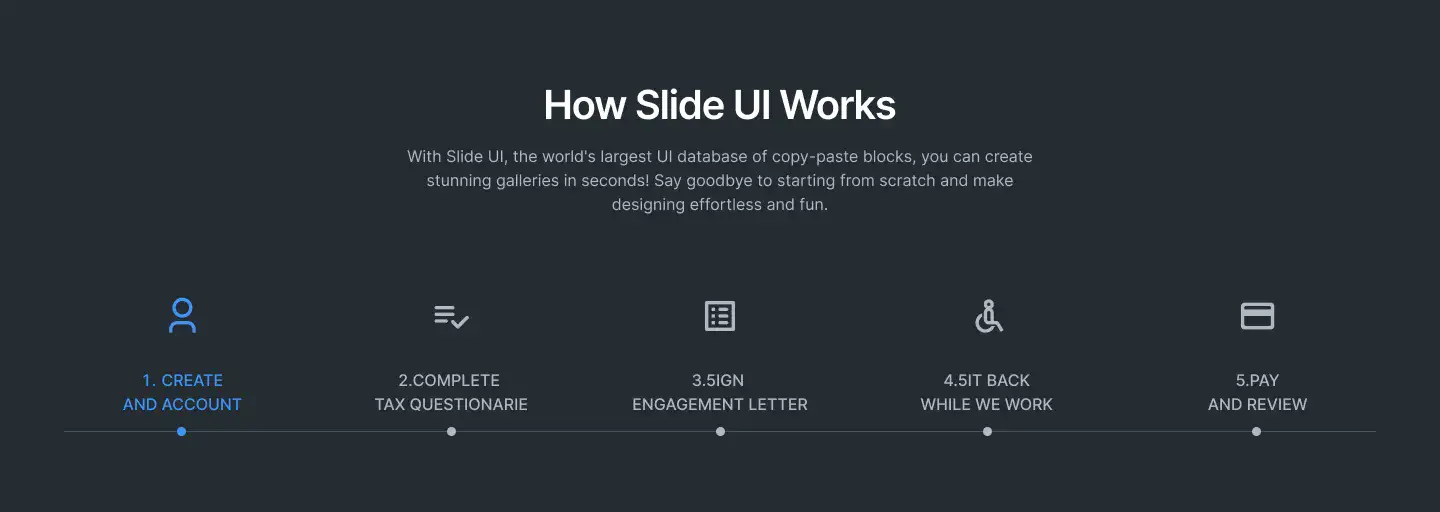 How Slide UI Works
With Slide UI, the world's largest UI database of copy-paste blocks, you can create
stunning galleries in seconds! Say goodbye to starting from scratch and make
designing effortless and fun.
1. CREATE
AND ACCOUNT
2.COMPLETE
TAX QUESTIONARIE
3.5IGN
ENGAGEMENT LETTER
4.5IT BACK
WHILE WE WORK
5.PAY
AND REVIEW